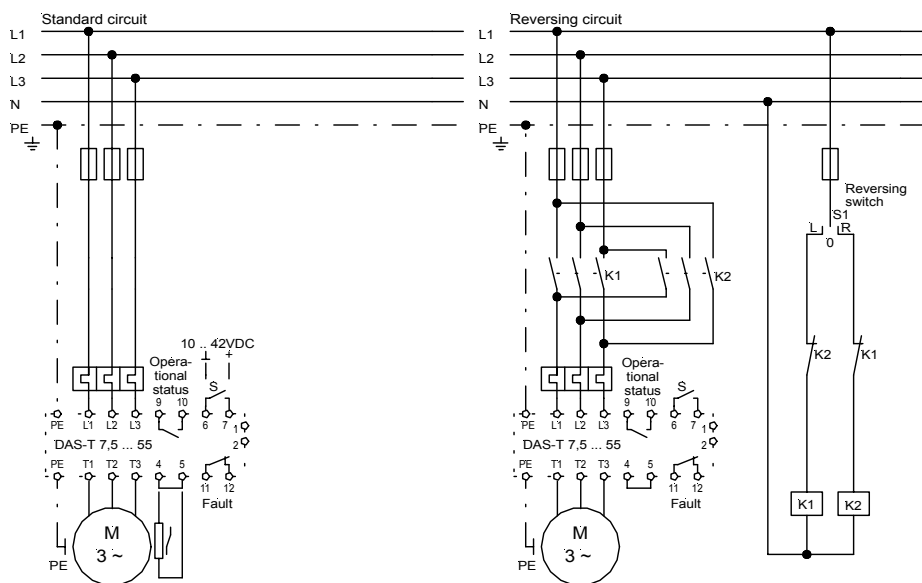 Standard circuit
L1
L2
L3
N
PE
10 .. 42VDC
+
Opera-
tional
status
S
9 10 6 7
PE L1 L2 L3
1
2
DAS-T 7,5 ... 55
PE T1 T2 T3 4 5
11 12
Fault
M
3 ~
PE
Reversing circuit
L1
L2
L3
N
PE
Reversing
switch
S1
L R
0
K1
K2
K2
K1
Opera-
tional
status
S
9 10 6 7
PE L1 L2 L3
1
2
DAS-T 7,5 ... 55
PE T1 T2 T3 4 5
11 12
Fault
K1
K2
M
3 ~
PE